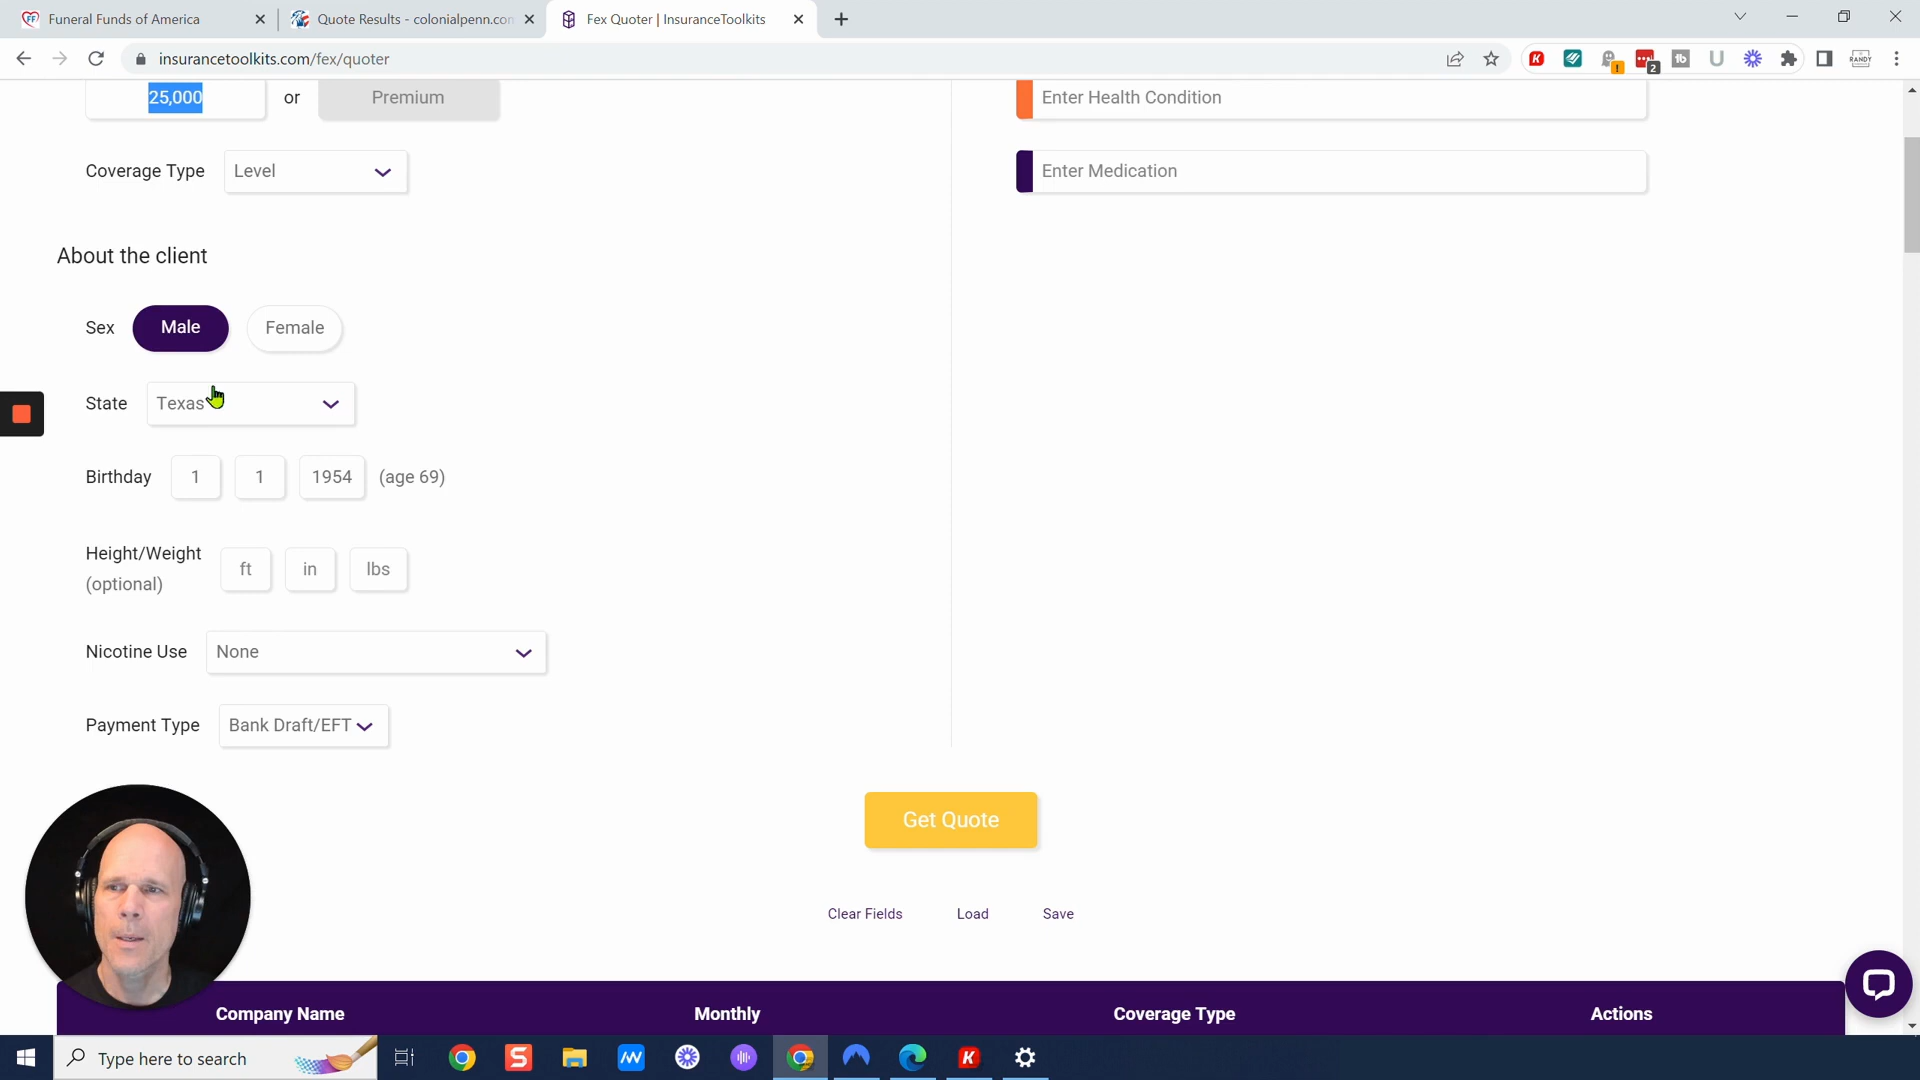 Funeral Funds of America
Quote Results - colonialpenn.con
Fex Quoter | InsuranceToolkits
insurancetoolkits.com/fex/quoter
2
RANDY
25,000 or Premium
Enter Health Condition
Coverage Type Level
Enter Medication
About the client
Sex Male Female
State Texas
Birthday 1 1 1954 (age 69)
Height/Weight
(optional)
ft in lbs
Nicotine Use None
Payment Type Bank Draft/EFT
Get Quote
Clear Fields Load Save
Company Name Monthly Coverage Type Actions
Type here to search